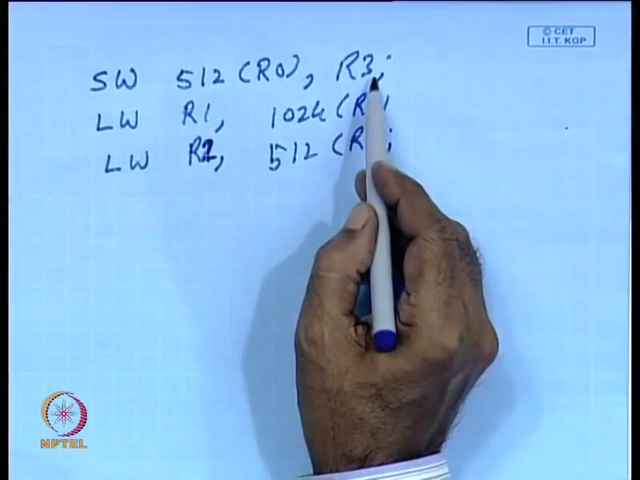 © CET
I.I.T. KGP
SW 512 (R0), R3;
LW R1, 1024 (R
LW R2, 512 (R ;
NPTEL